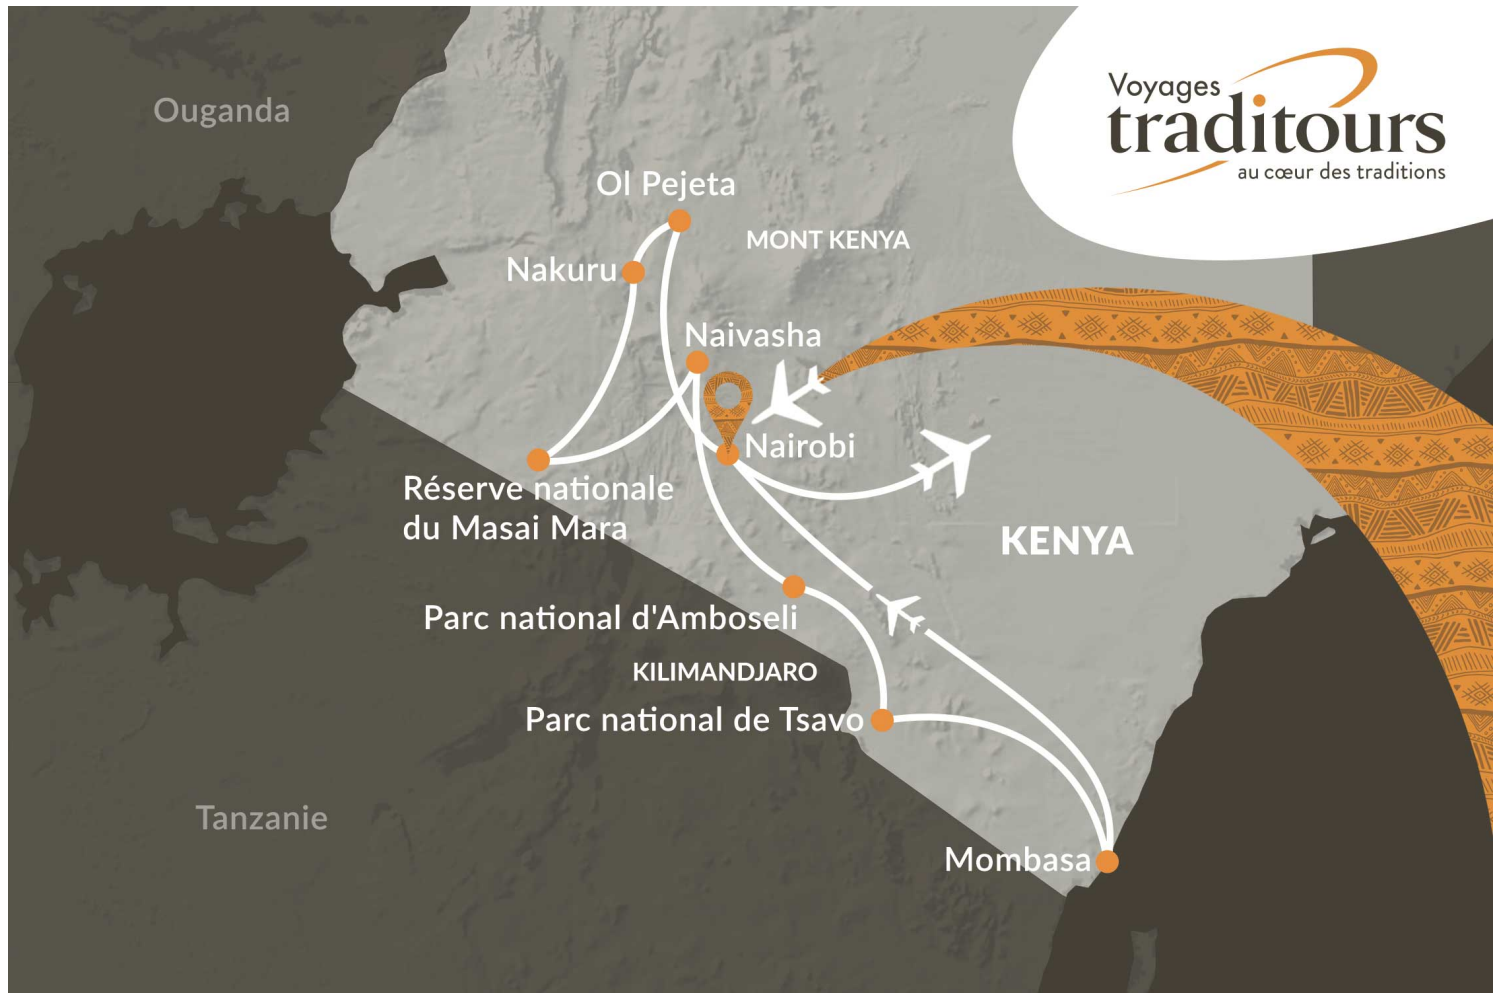 Voyages
traditours
au cœur des traditions
Ouganda
Ol Pejeta
MONT KENYA
Nakuru
Naivasha
Nairobi
Réserve nationale
du Masai Mara
KENYA
Parc national d'Amboseli
KILIMANDJARO
Parc national de Tsavo
Tanzanie
Mombasa